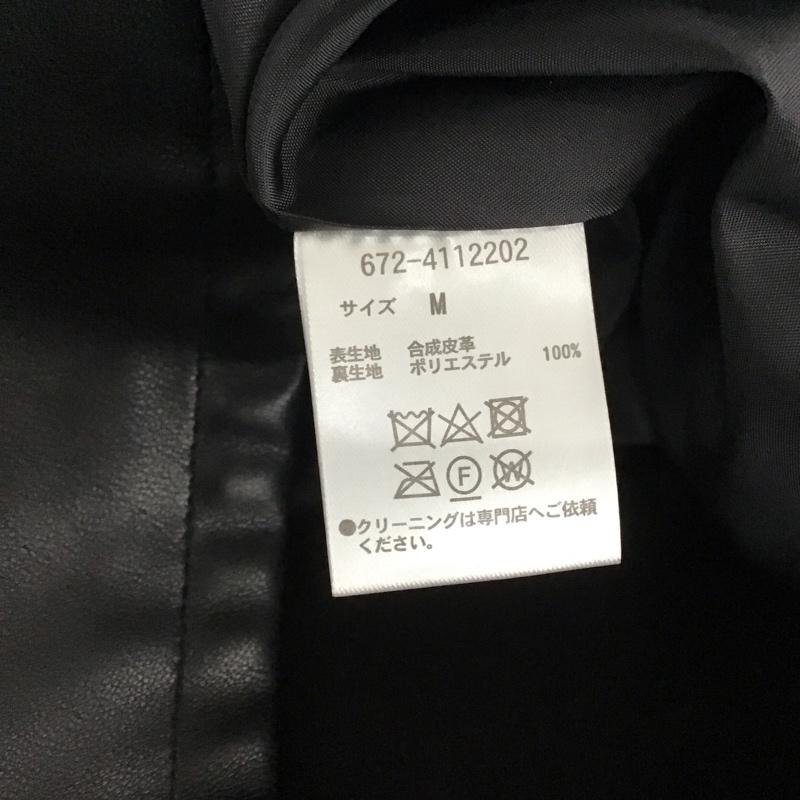 672-4112202
サイズ M
表生地 合成皮革
裏生地 ポリエステル 100%
F W
●クリーニングは専門店へご依頼
ください。